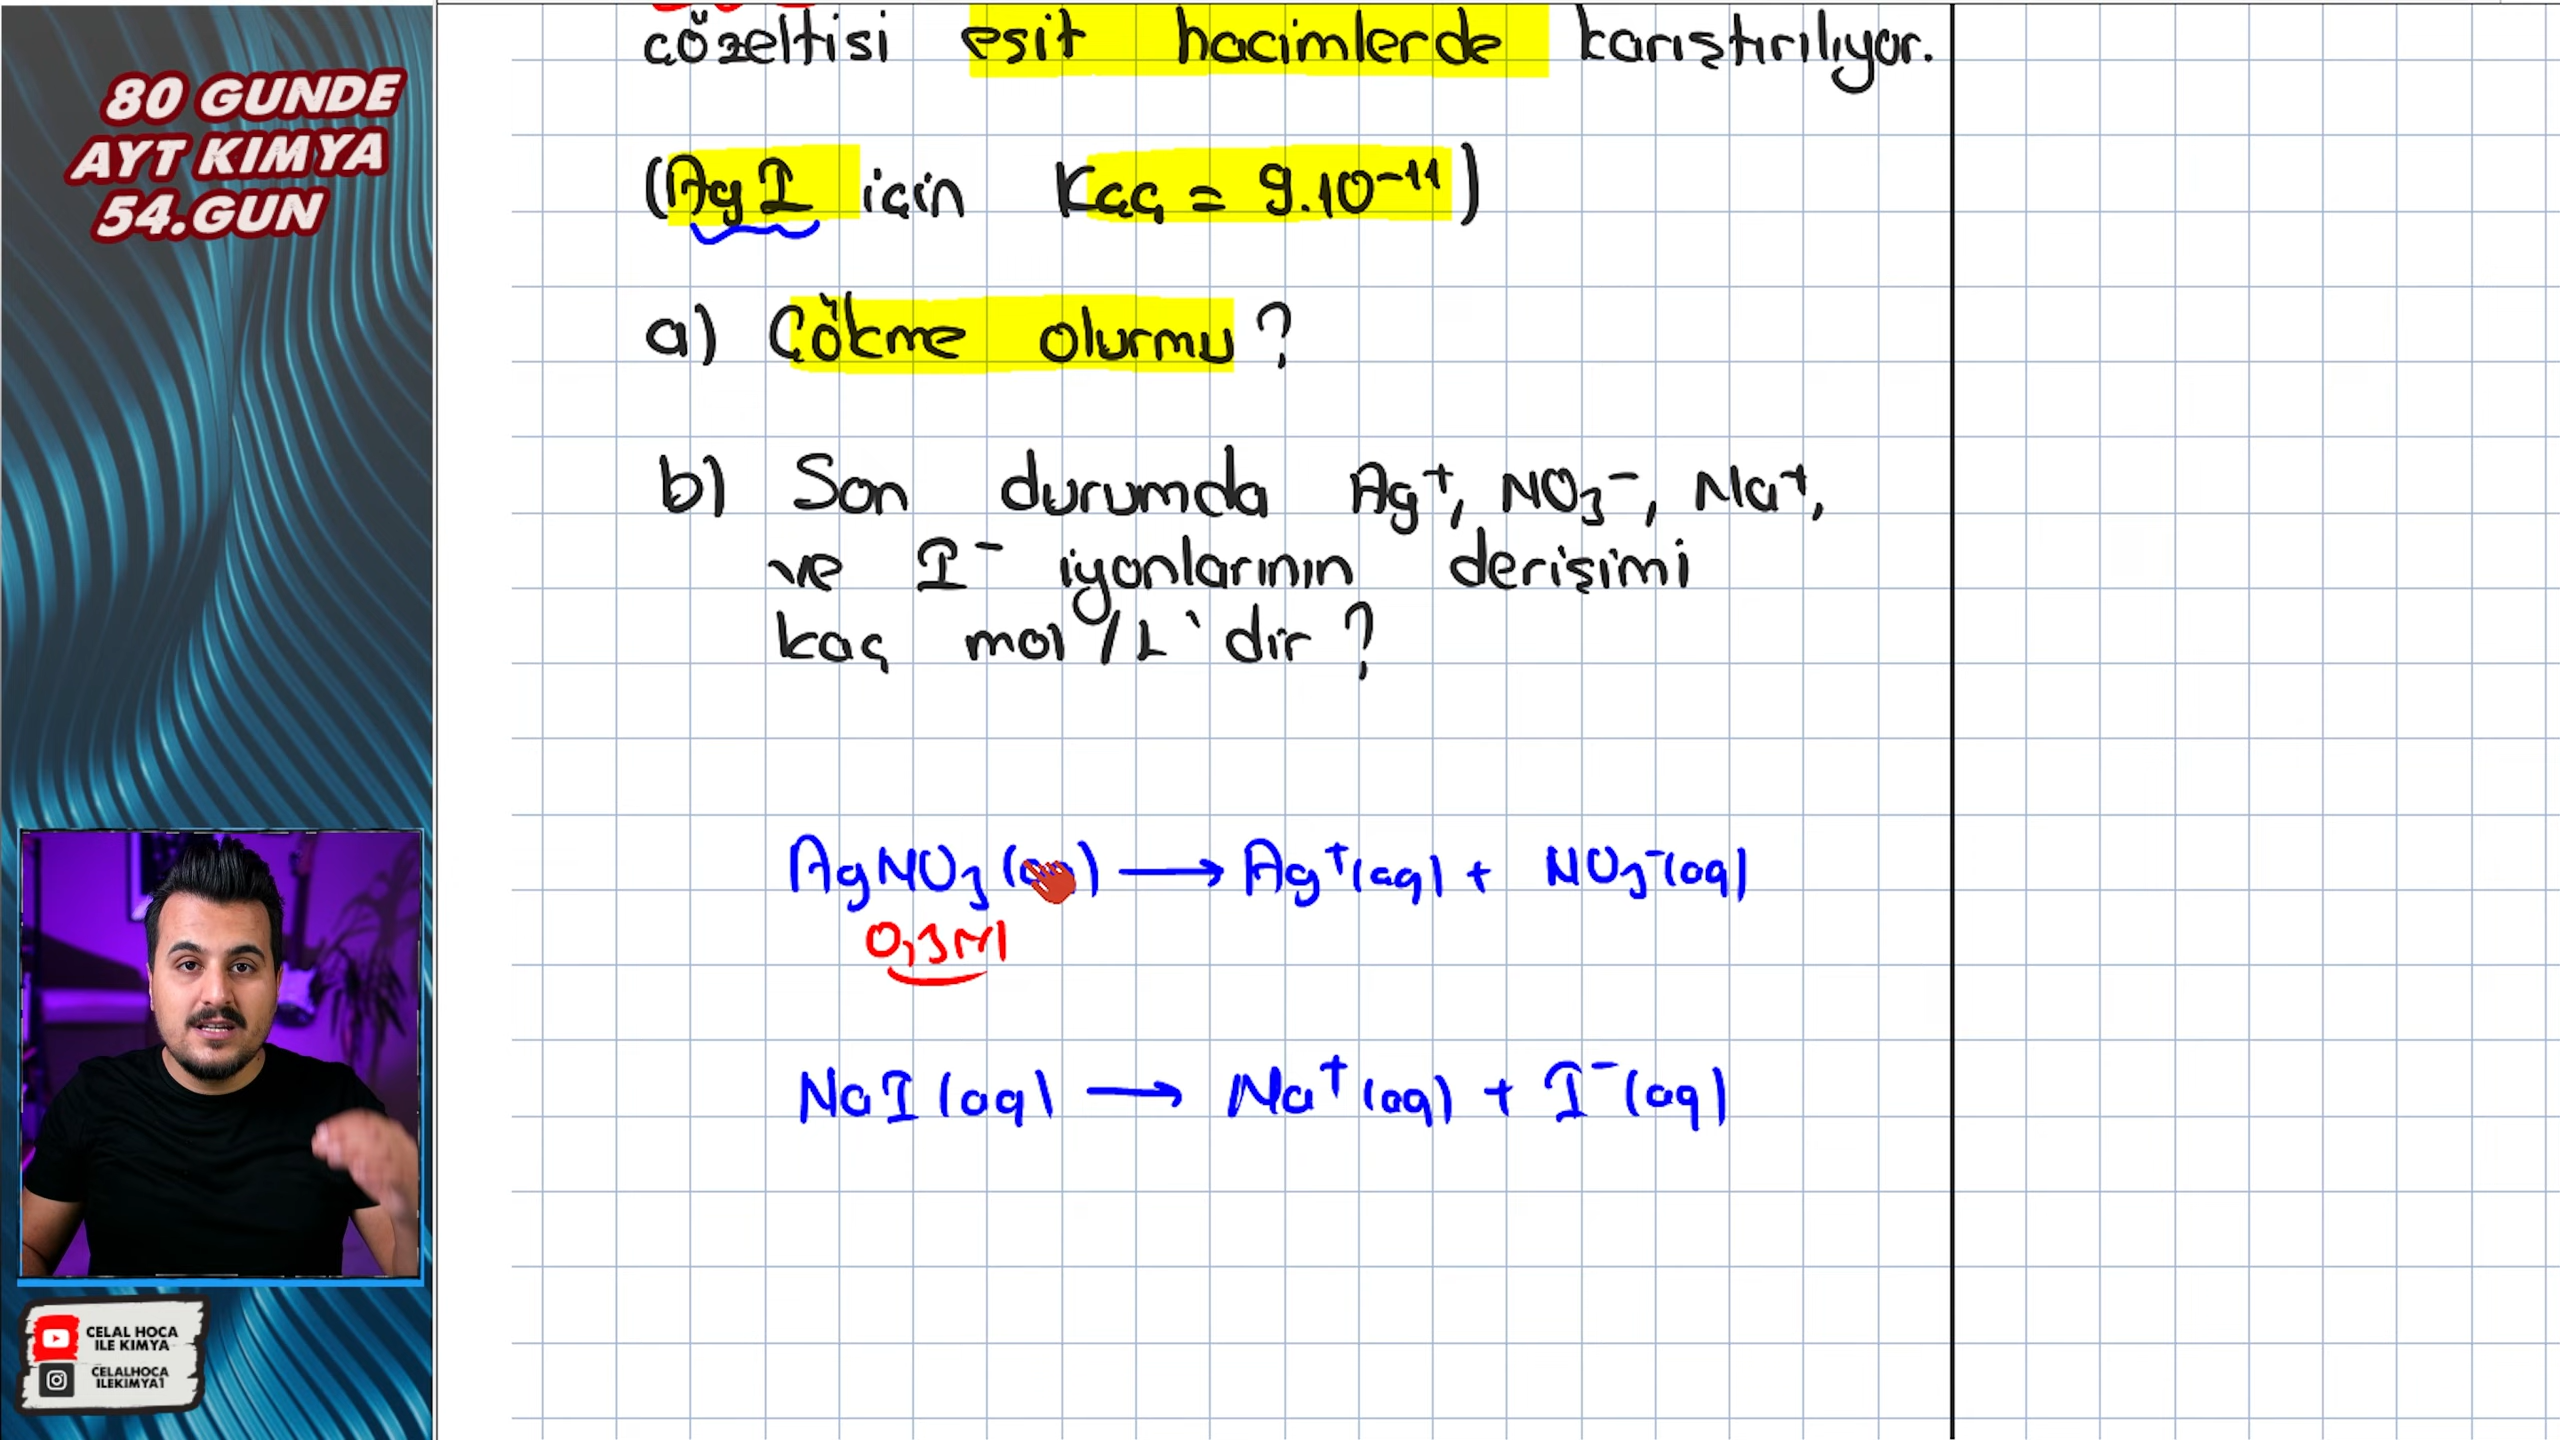 80 GUNDE
AYT KIMYA
54.GUN
çözeltisi eşit hacimlerde karıştırılıyor.
(AgI için Kçç = 9.10⁻¹¹)
a) Çökme olurmu?
b) Son durumda Ag⁺, NO₃⁻, Na⁺,
ve I⁻ iyonlarının derişimi
kaç mol/L'dir?
AgNO₃(aq) → Ag⁺(aq) + NO₃⁻(aq)
0,3M
NaI(aq) → Na⁺(aq) + I⁻(aq)
CELAL HOCA
ILE KIMYA
CELALHOCA
ILEKIMYA1